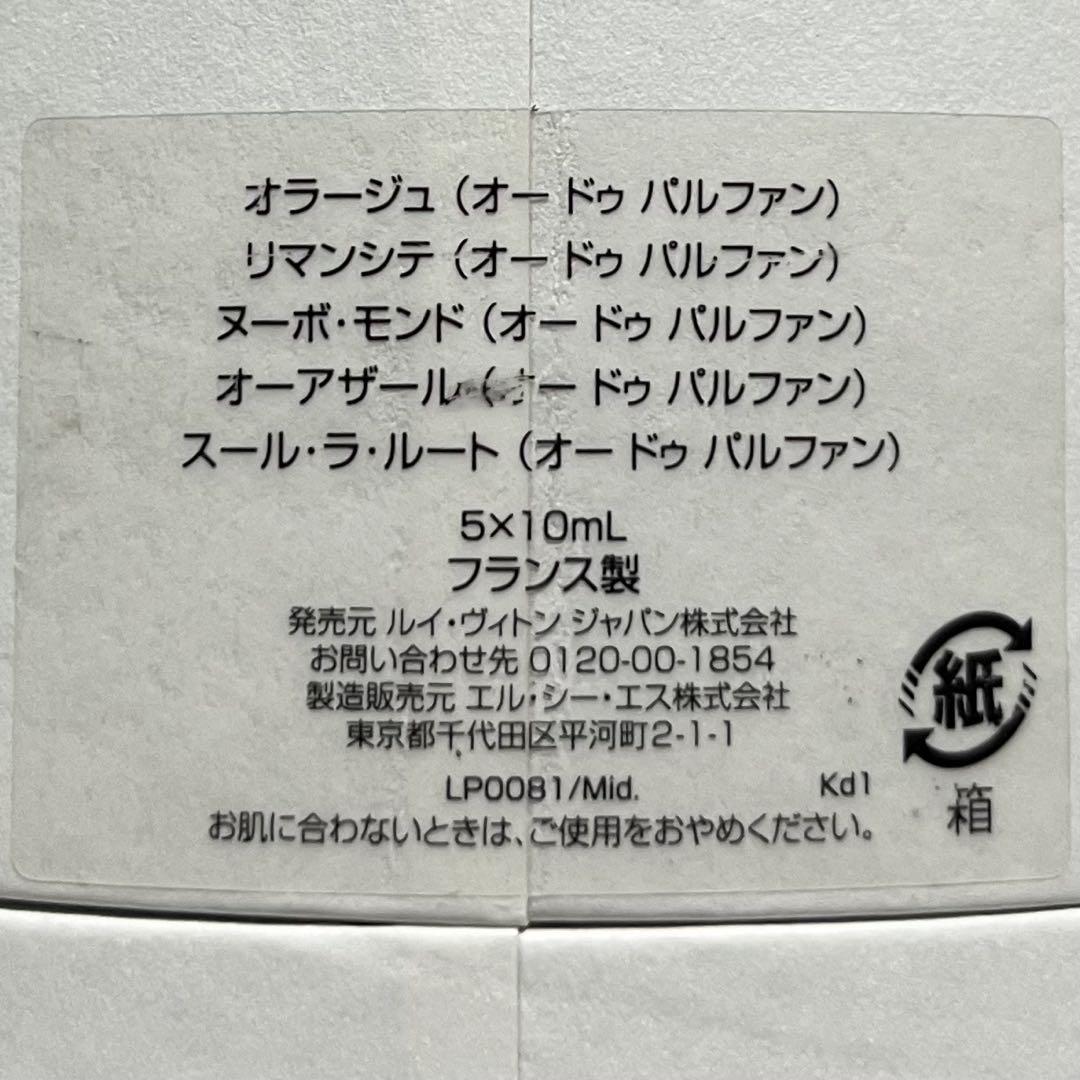 オラージュ（オー ドゥ パルファン）
リマンシテ（オー ドゥ パルファン）
ヌーボ・モンド（オー ドゥ パルファン）
オーアザール（オー ドゥ パルファン）
スール・ラ・ルート（オー ドゥ パルファン）
5×10mL
フランス製
発売元 ルイ・ヴィトン ジャパン株式会社
お問い合わせ先 0120-00-1854
製造販売元 エル・シー・エス株式会社
東京都千代田区平河町2-1-1
LP0081/Mid. Kd1
お肌に合わないときは、ご使用をおやめください。
紙
箱